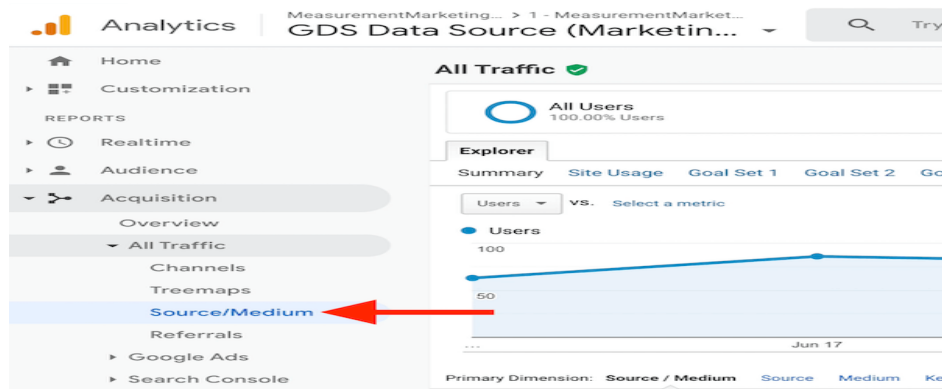 Analytics
MeasurementMarketing... > 1 - MeasurementMarket...
GDS Data Source (Marketin...
Try
Home
Customization
REPORTS
Realtime
Audience
Acquisition
Overview
All Traffic
Channels
Treemaps
Source/Medium
Referrals
Google Ads
Search Console
All Traffic
All Users
100.00% Users
Explorer
Summary Site Usage Goal Set 1 Goal Set 2 Go
Users VS. Select a metric
Users
100
50
... Jun 17
Primary Dimension: Source / Medium Source Medium Ke